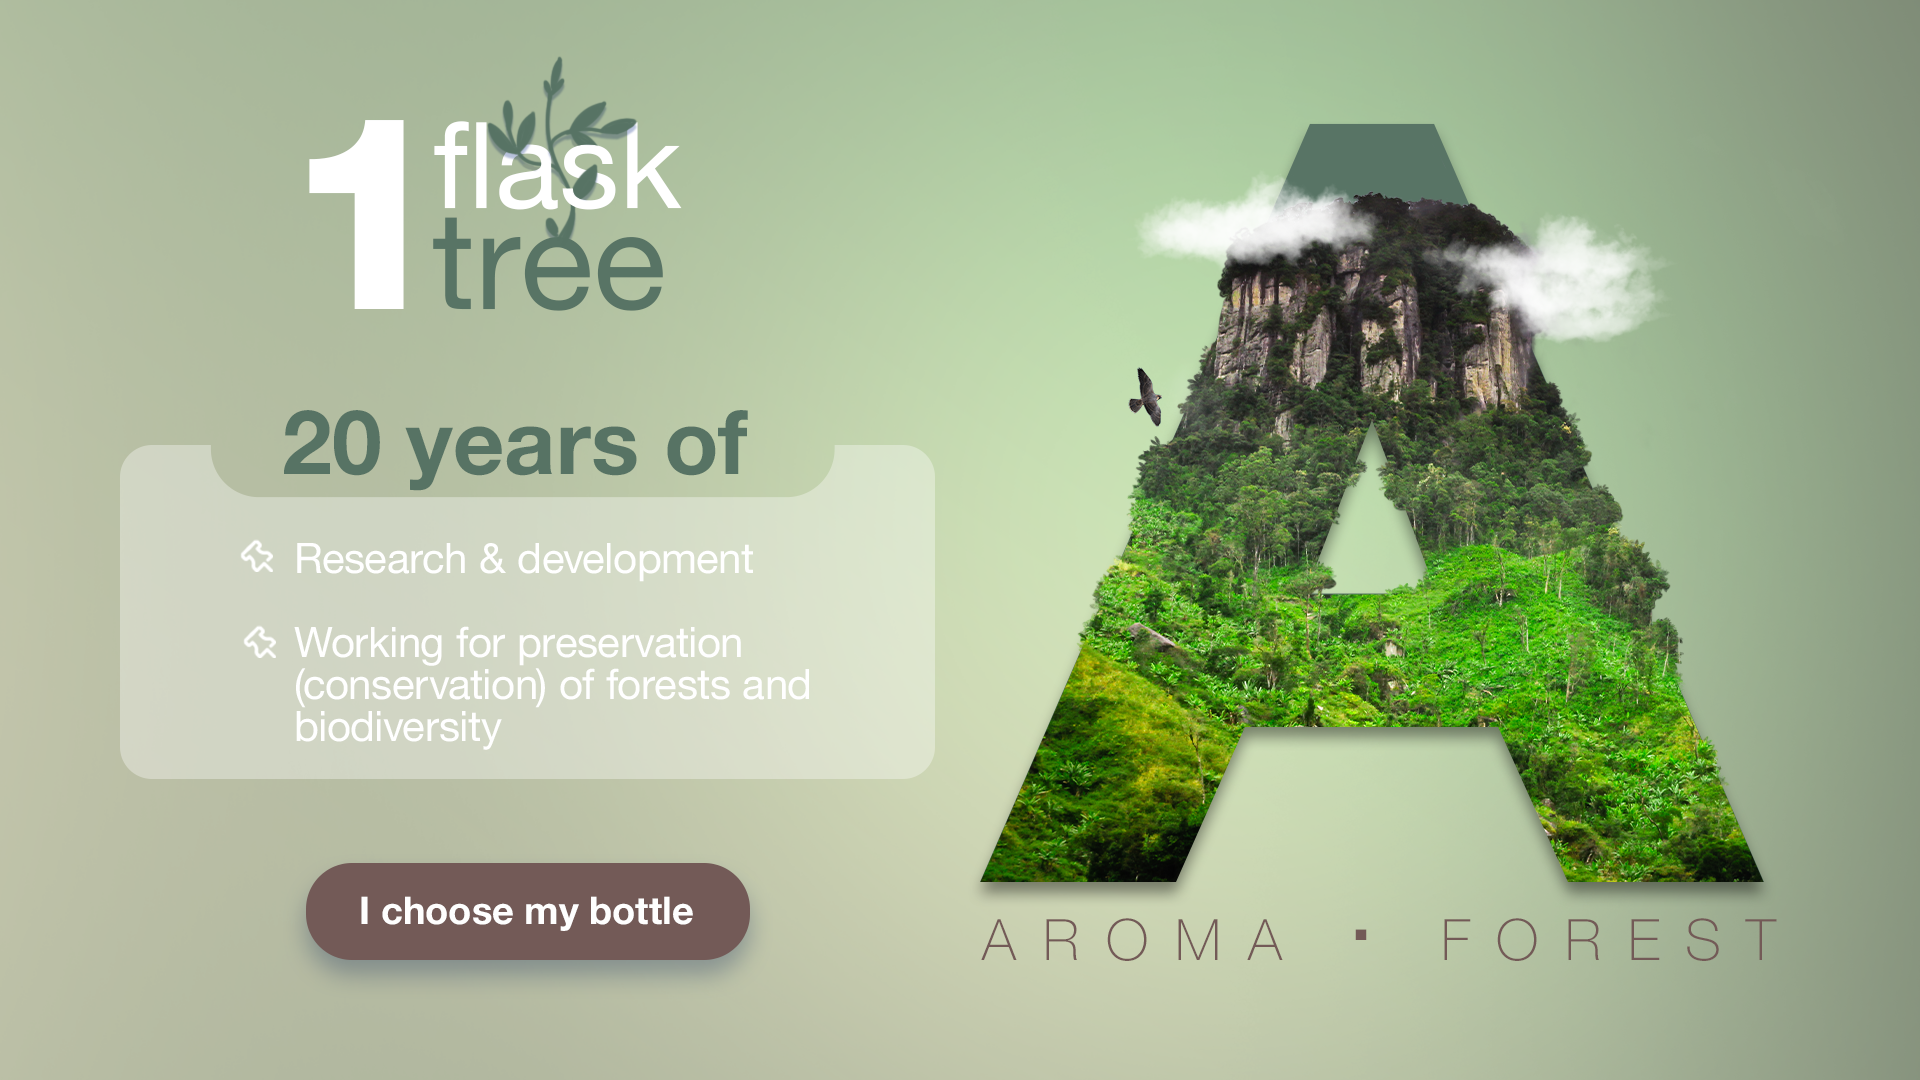 1 flask
tree
20 years of
Research & development
Working for preservation
(conservation) of forests and
biodiversity
I choose my bottle
A
AROMA ▪ FOREST